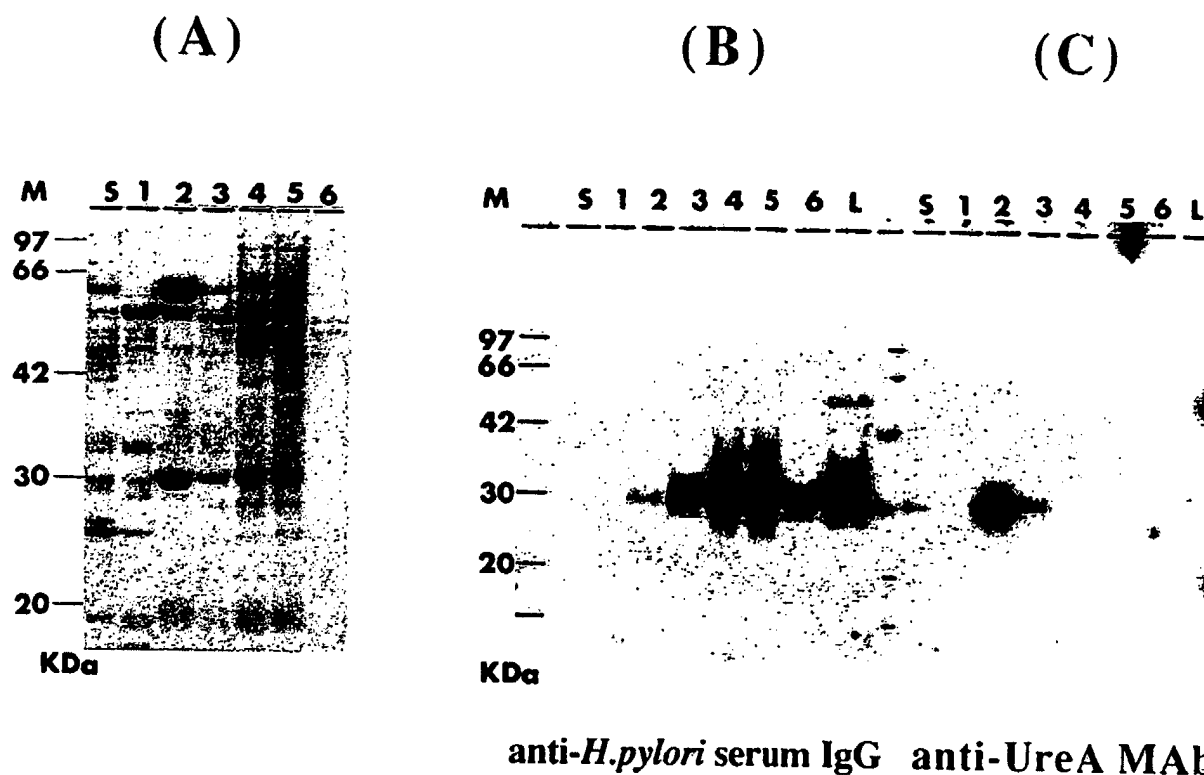 (A)
(B)
(C)
M S 1 2 3 4 5 6
97
66
42
30
20
KDa
M S 1 2 3 4 5 6 L S 1 2 3 4 5 6 L
97
66
42
30
20
KDa
anti-H.pylori serum IgG anti-UreA MAb